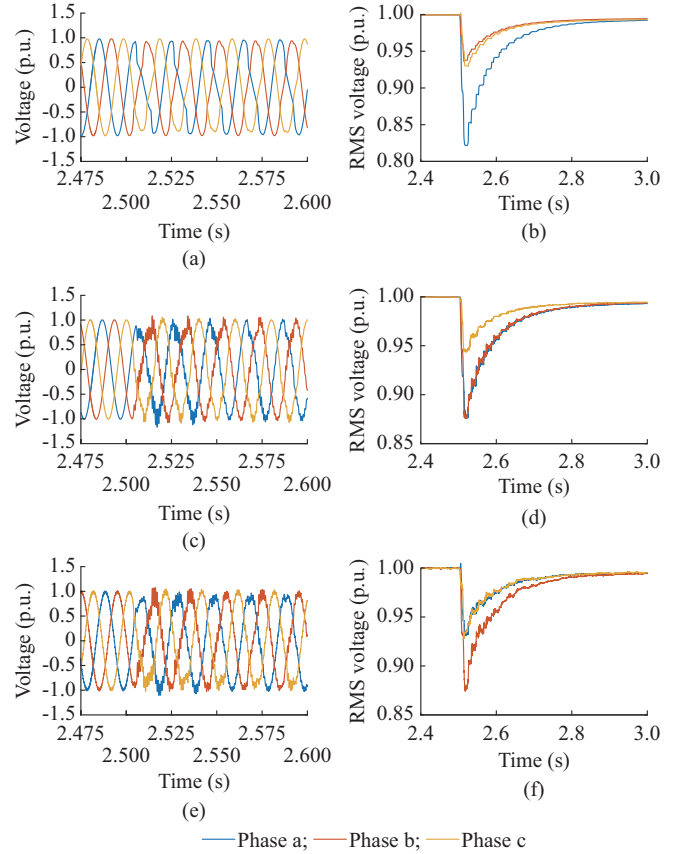 1.5
1.0
0.5
0
-0.5
-1.0
-1.5
Voltage (p.u.)
2.475 2.525 2.575
2.500 2.550 2.600
Time (s)
(a)
1.00
0.95
0.90
0.85
0.80
RMS voltage (p.u.)
2.4 2.6 2.8 3.0
Time (s)
(b)
1.5
1.0
0.5
0
-0.5
-1.0
-1.5
Voltage (p.u.)
2.475 2.525 2.575
2.500 2.550 2.600
Time (s)
(c)
1.00
0.95
0.90
0.85
RMS voltage (p.u.)
2.4 2.6 2.8 3.0
Time (s)
(d)
1.5
1.0
0.5
0
-0.5
-1.0
-1.5
Voltage (p.u.)
2.475 2.525 2.575
2.500 2.550 2.600
Time (s)
(e)
1.00
0.95
0.90
0.85
RMS voltage (p.u.)
2.4 2.6 2.8 3.0
Time (s)
(f)
Phase a; Phase b; Phase c